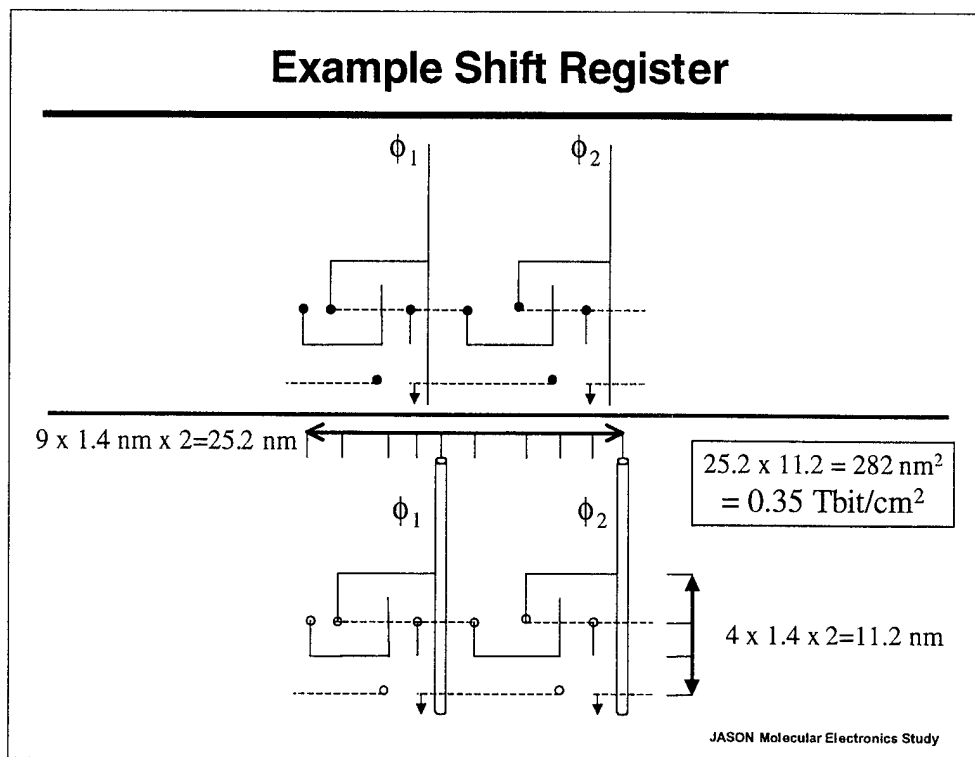 Example Shift Register
ϕ₁ ϕ₂
9 x 1.4 nm x 2=25.2 nm
25.2 x 11.2 = 282 nm²
= 0.35 Tbit/cm²
ϕ₁ ϕ₂
4 x 1.4 x 2=11.2 nm
JASON Molecular Electronics Study